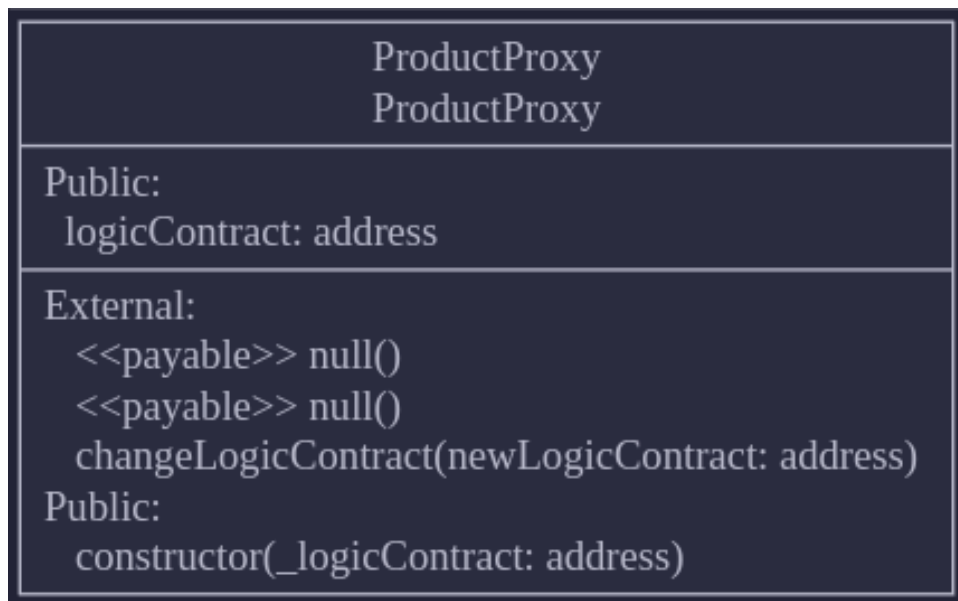 ProductProxy
ProductProxy
Public:
logicContract: address
External:
<<payable>> null()
<<payable>> null()
changeLogicContract(newLogicContract: address)
Public:
constructor(_logicContract: address)